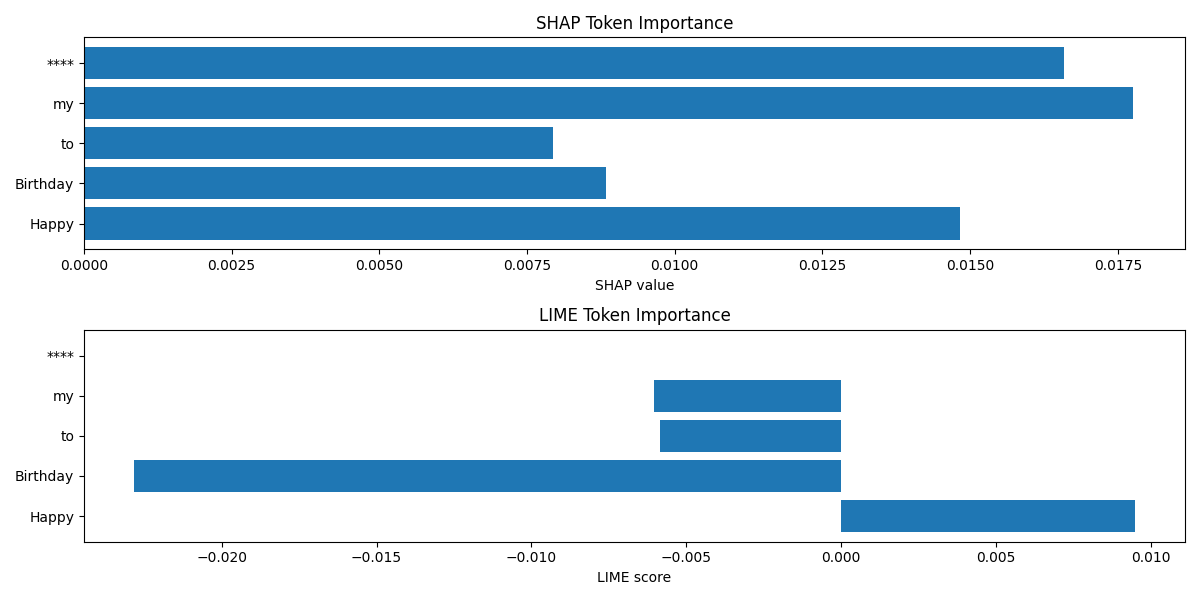 SHAP Token Importance
****
my
to
Birthday
Happy
0.0000 0.0025 0.0050 0.0075 0.0100 0.0125 0.0150 0.0175
SHAP value
LIME Token Importance
****
my
to
Birthday
Happy
−0.020 −0.015 −0.010 −0.005 0.000 0.005 0.010
LIME score